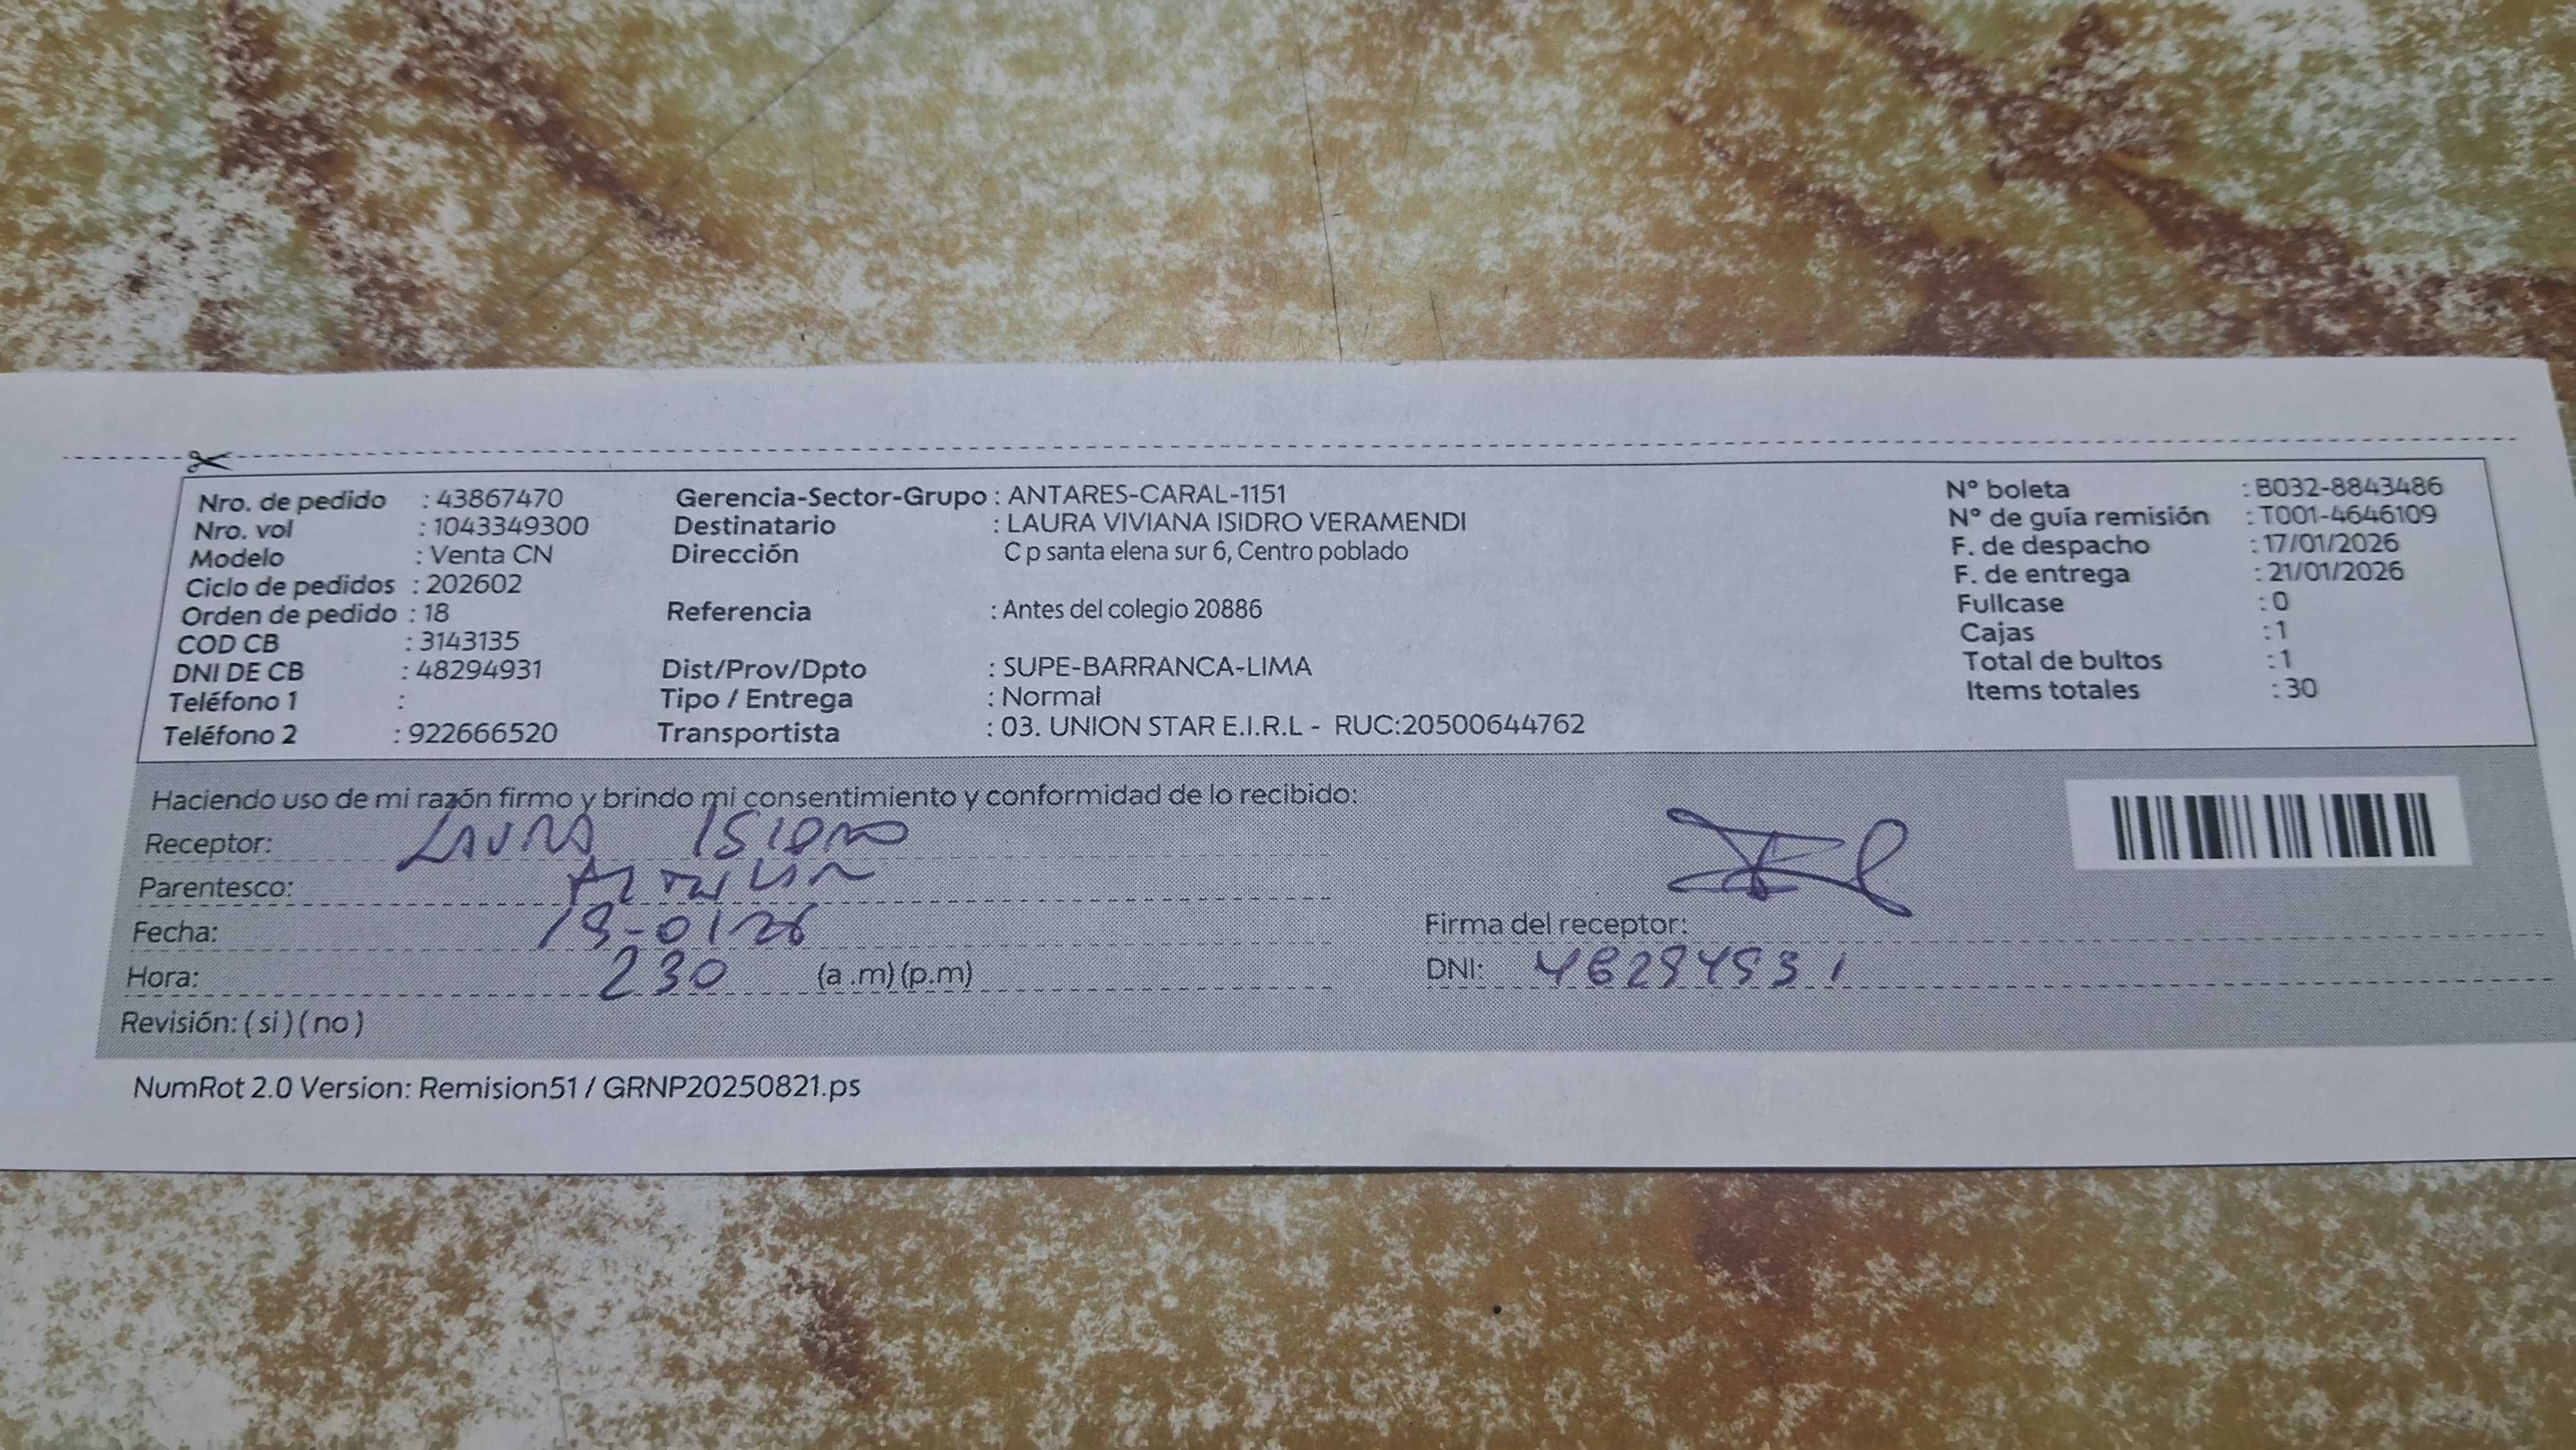 Nro. de pedido : 43867470 Gerencia-Sector-Grupo : ANTARES-CARAL-1151 N° boleta : B032-8843486
Nro. vol : 1043349300 Destinatario : LAURA VIVIANA ISIDRO VERAMENDI N° de guía remisión : T001-4646109
Modelo : Venta CN Dirección C p santa elena sur 6, Centro poblado F. de despacho : 17/01/2026
Ciclo de pedidos : 202602 F. de entrega : 21/01/2026
Orden de pedido : 18 Referencia : Antes del colegio 20886 Fullcase : 0
COD CB : 3143135 Cajas : 1
DNI DE CB : 48294931 Dist/Prov/Dpto : SUPE-BARRANCA-LIMA Total de bultos : 1
Teléfono 1 : Tipo / Entrega : Normal Items totales : 30
Teléfono 2 : 922666520 Transportista : 03. UNION STAR E.I.R.L - RUC:20500644762
Haciendo uso de mi razón firmo y brindo mi consentimiento y conformidad de lo recibido:
Receptor: LAURA ISIDRO
Parentesco:
Fecha: Firma del receptor:
Hora: 230 (a .m) (p.m) DNI: 48294931
Revisión: ( si ) ( no )
NumRot 2.0 Version: Remision51 / GRNP20250821.ps